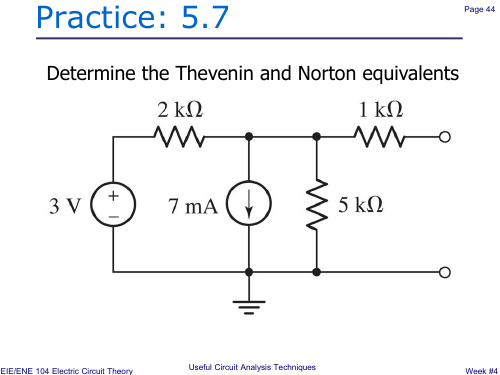 Practice: 5.7
Page 44
Determine the Thevenin and Norton equivalents
2 kΩ
1 kΩ
+
3 V
7 mA
5 kΩ
−
EIE/ENE 104 Electric Circuit Theory
Useful Circuit Analysis Techniques
Week #4